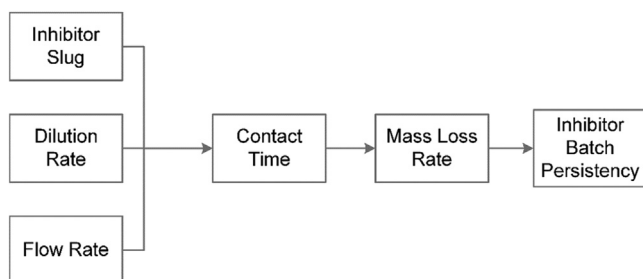 Inhibitor
Slug
Dilution
Rate
Flow Rate
Contact
Time
Mass Loss
Rate
Inhibitor
Batch
Persistency